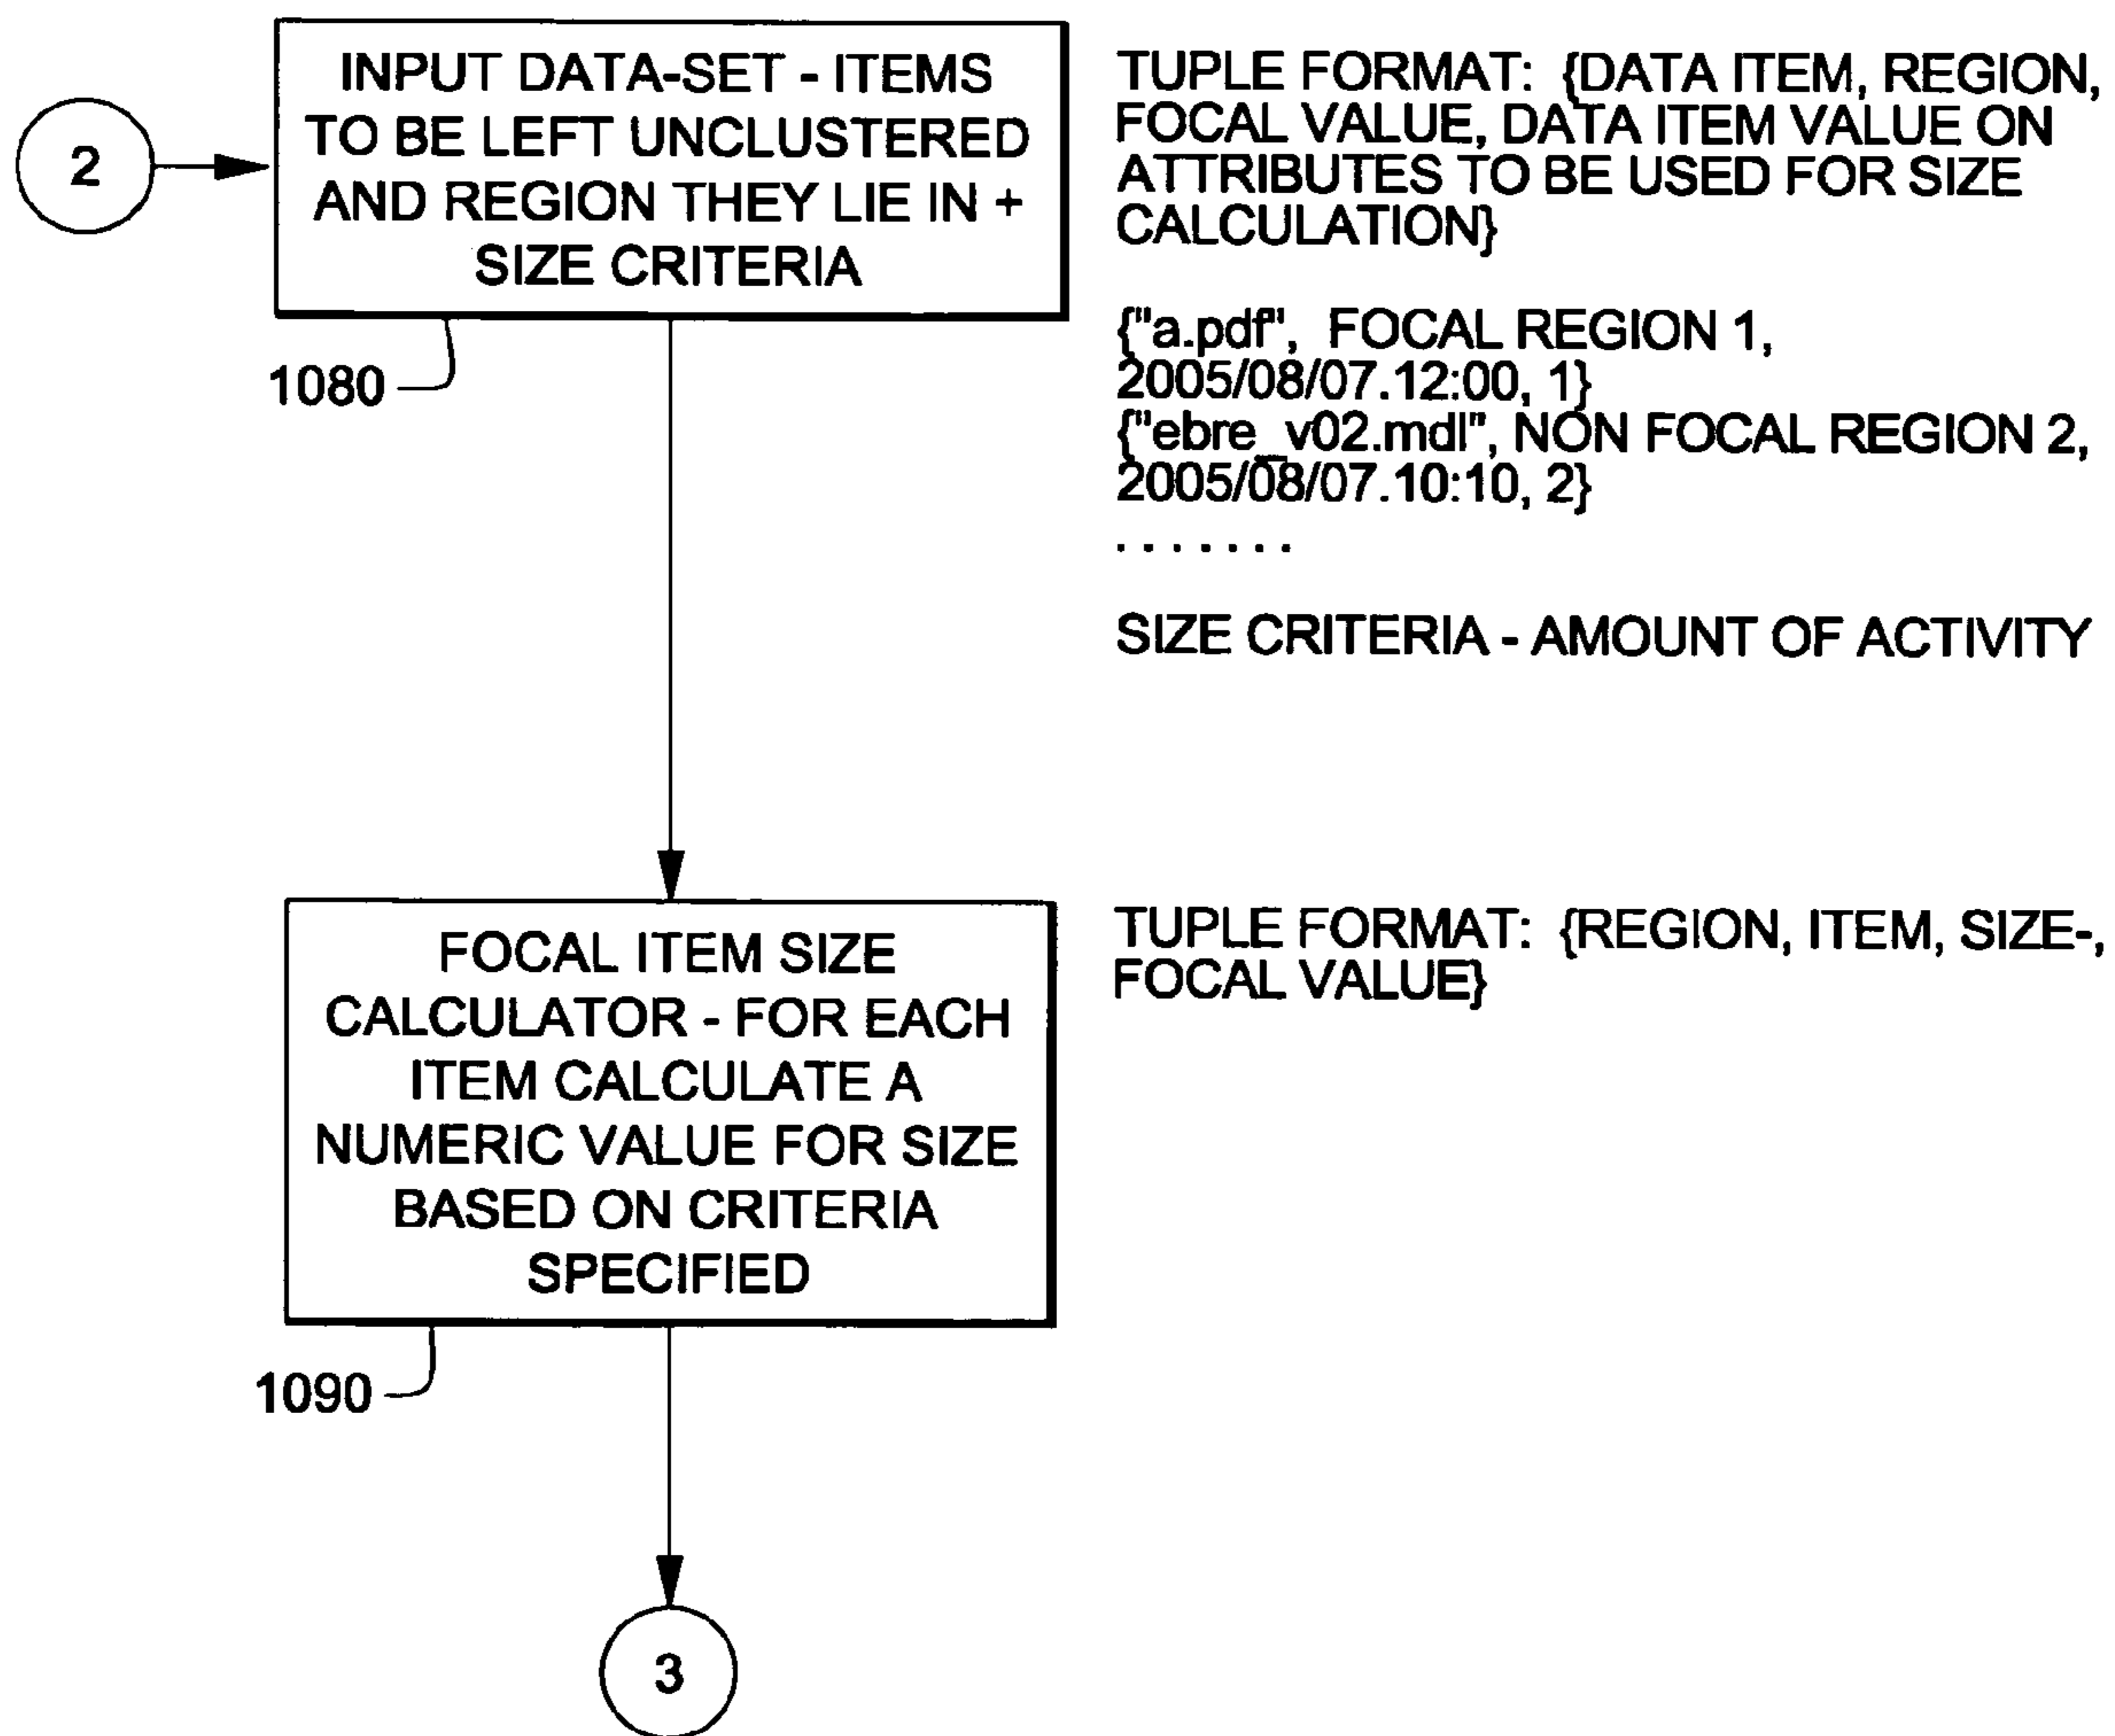 2
INPUT DATA-SET - ITEMS
TO BE LEFT UNCLUSTERED
AND REGION THEY LIE IN +
SIZE CRITERIA
1080
TUPLE FORMAT: {DATA ITEM, REGION,
FOCAL VALUE, DATA ITEM VALUE ON
ATTRIBUTES TO BE USED FOR SIZE
CALCULATION}
{"a.pdf", FOCAL REGION 1,
2005/08/07.12:00, 1}
{"ebre_v02.mdl", NON FOCAL REGION 2,
2005/08/07.10:10, 2}
. . . . . . .
SIZE CRITERIA - AMOUNT OF ACTIVITY
FOCAL ITEM SIZE
CALCULATOR - FOR EACH
ITEM CALCULATE A
NUMERIC VALUE FOR SIZE
BASED ON CRITERIA
SPECIFIED
1090
TUPLE FORMAT: {REGION, ITEM, SIZE-,
FOCAL VALUE}
3